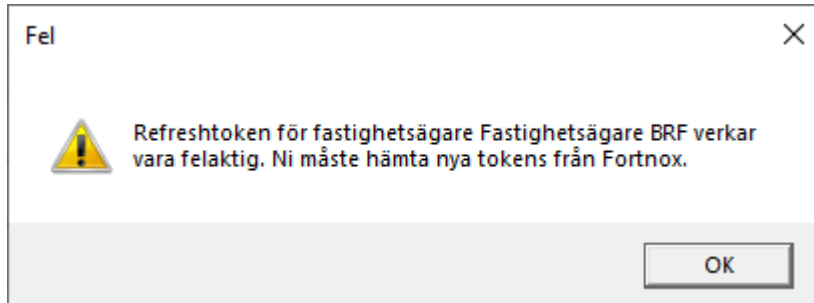 Fel
Refreshtoken för fastighetsägare Fastighetsägare BRF verkar
vara felaktig. Ni måste hämta nya tokens från Fortnox.
OK